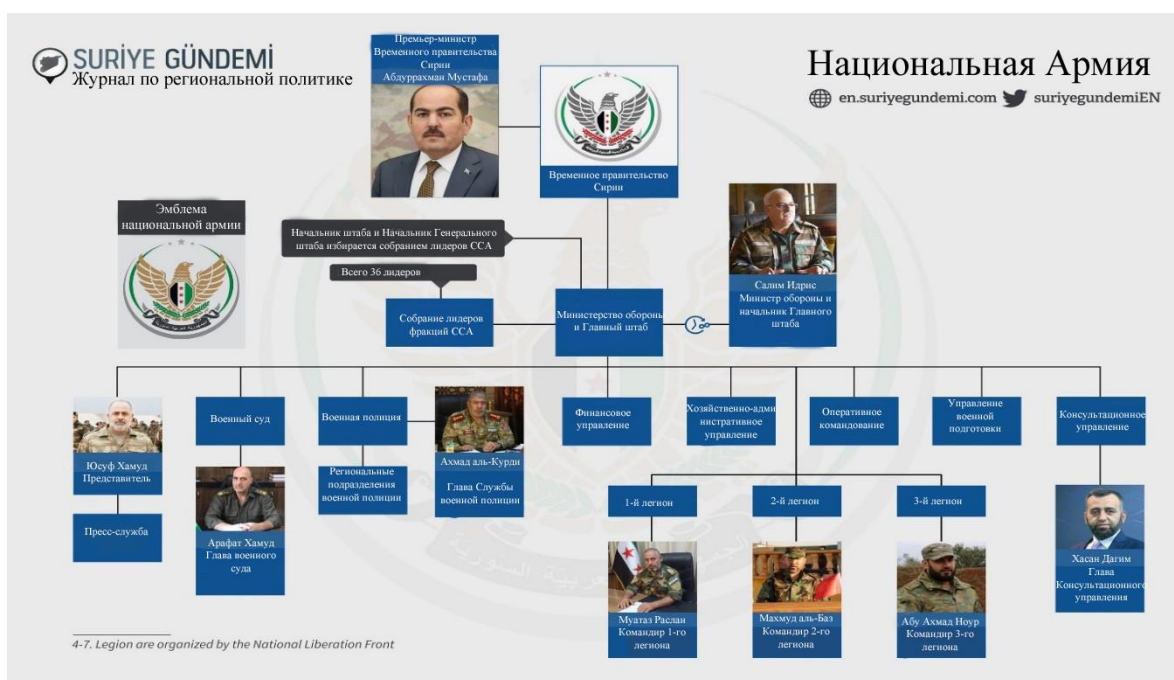 SURİYE GÜNDEMİ
Журнал по региональной политике
Премьер-министр
Временного правительства
Сирии
Абдуррахман Мустафа
Национальная Армия
en.suriyegundemi.com suriyegundemiEN
Временное правительство
Сирии
Эмблема
национальной армии
Начальник штаба и Начальник Генерального
штаба избирается собранием лидеров ССА
Всего 36 лидеров
Собрание лидеров
фракций ССА
Министерство обороны
и Главный штаб
Салим Идрис
Министр обороны и
начальник Главного
штаба
Юсуф Хамуд
Представитель
Пресс-служба
Военный суд
Арафат Хамуд
Глава военного
суда
Военная полиция
Региональные
подразделения
военной полиции
Ахмад аль-Курди
Глава Службы
военной полиции
Финансовое
управление
Хозяйственно-адми
нистративное
управление
Оперативное
командование
Управление
военной
подготовки
Консультационное
управление
1-й легион
Муатаз Раслан
Командир 1-го
легиона
2-й легион
Махмуд аль-Баз
Командир 2-го
легиона
3-й легион
Абу Ахмад Ноур
Командир 3-го
легиона
Хасан Дагим
Глава
Консультационного
управления
4-7. Legion are organized by the National Liberation Front